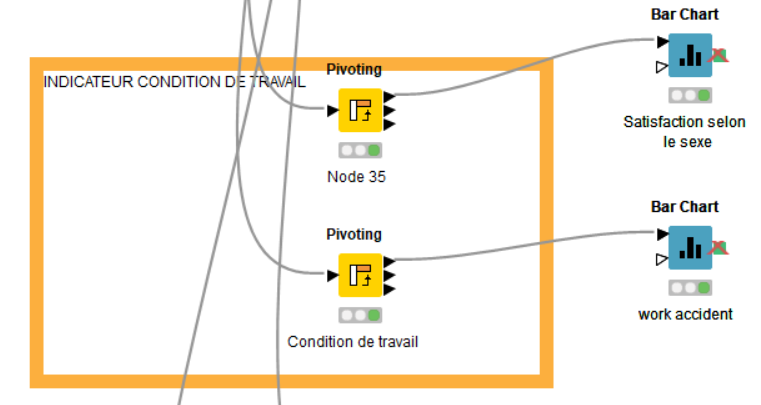 Bar Chart
INDICATEUR CONDITION DE TRAVAIL
Pivoting
Satisfaction selon
le sexe
Node 35
Bar Chart
Pivoting
work accident
Condition de travail